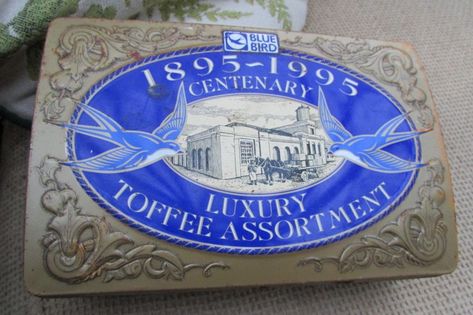 BLUE
BIRD
1895~1995
CENTENARY
LUXURY
TOFFEE ASSORTMENT